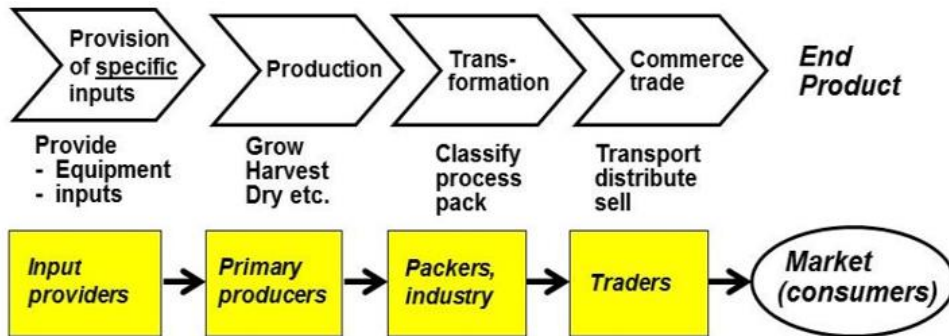 Provision
of specific
inputs
Production
Trans-
formation
Commerce
trade
End
Product
Provide
- Equipment
- inputs
Grow
Harvest
Dry etc.
Classify
process
pack
Transport
distribute
sell
Input
providers
Primary
producers
Packers,
industry
Traders
Market
(consumers)